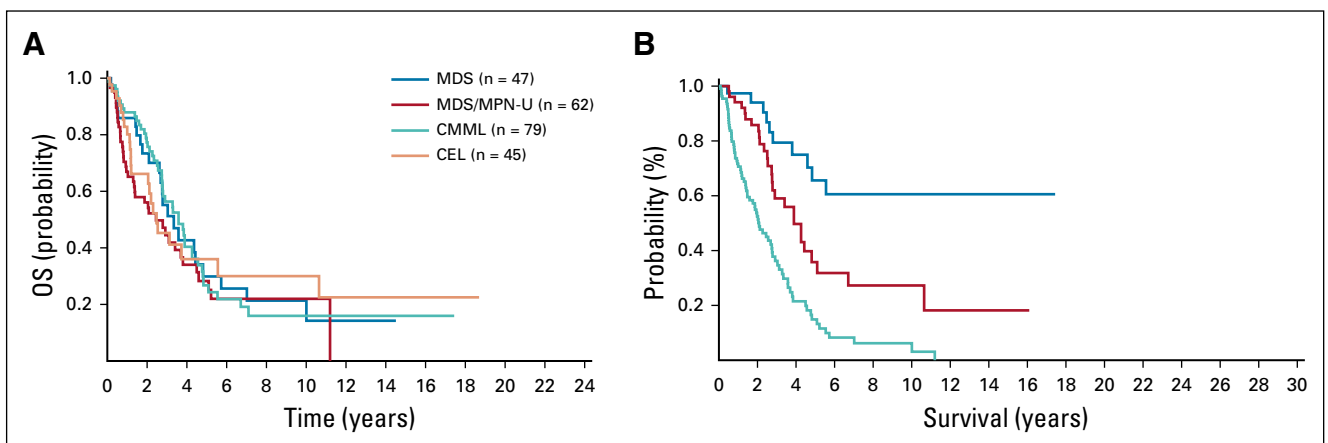 A
OS (probability)
1.0
0.8
0.6
0.4
0.2
0 2 4 6 8 10 12 14 16 18 20 22 24
Time (years)
MDS (n = 47)
MDS/MPN-U (n = 62)
CMML (n = 79)
CEL (n = 45)
B
Probability (%)
1.0
0.8
0.6
0.4
0.2
0 2 4 6 8 10 12 14 16 18 20 22 24 26 28 30
Survival (years)